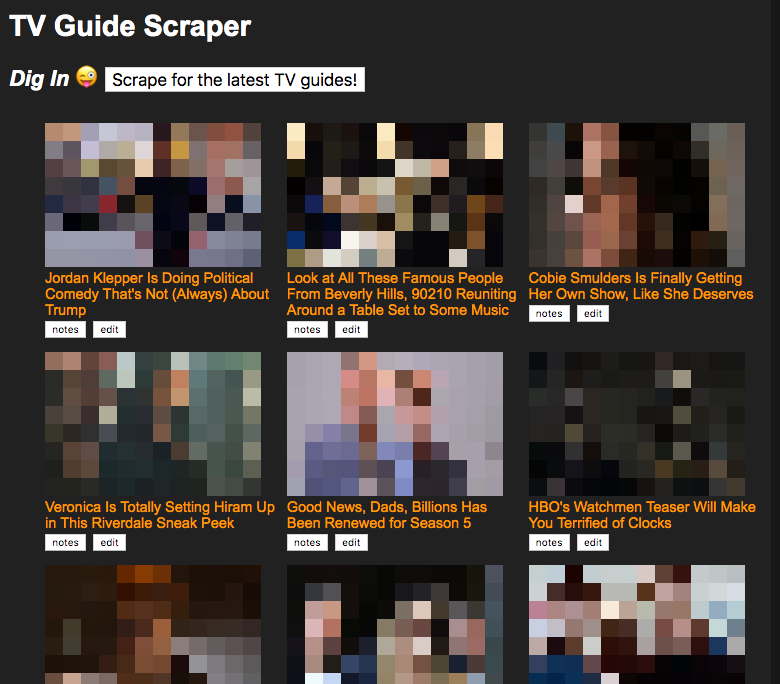 TV Guide Scraper
Dig In 😜 Scrape for the latest TV guides!
Jordan Klepper Is Doing Political
Comedy That's Not (Always) About
Trump
notes edit
Look at All These Famous People
From Beverly Hills, 90210 Reuniting
Around a Table Set to Some Music
notes edit
Cobie Smulders Is Finally Getting
Her Own Show, Like She Deserves
notes edit
Veronica Is Totally Setting Hiram Up
in This Riverdale Sneak Peek
notes edit
Good News, Dads, Billions Has
Been Renewed for Season 5
notes edit
HBO's Watchmen Teaser Will Make
You Terrified of Clocks
notes edit